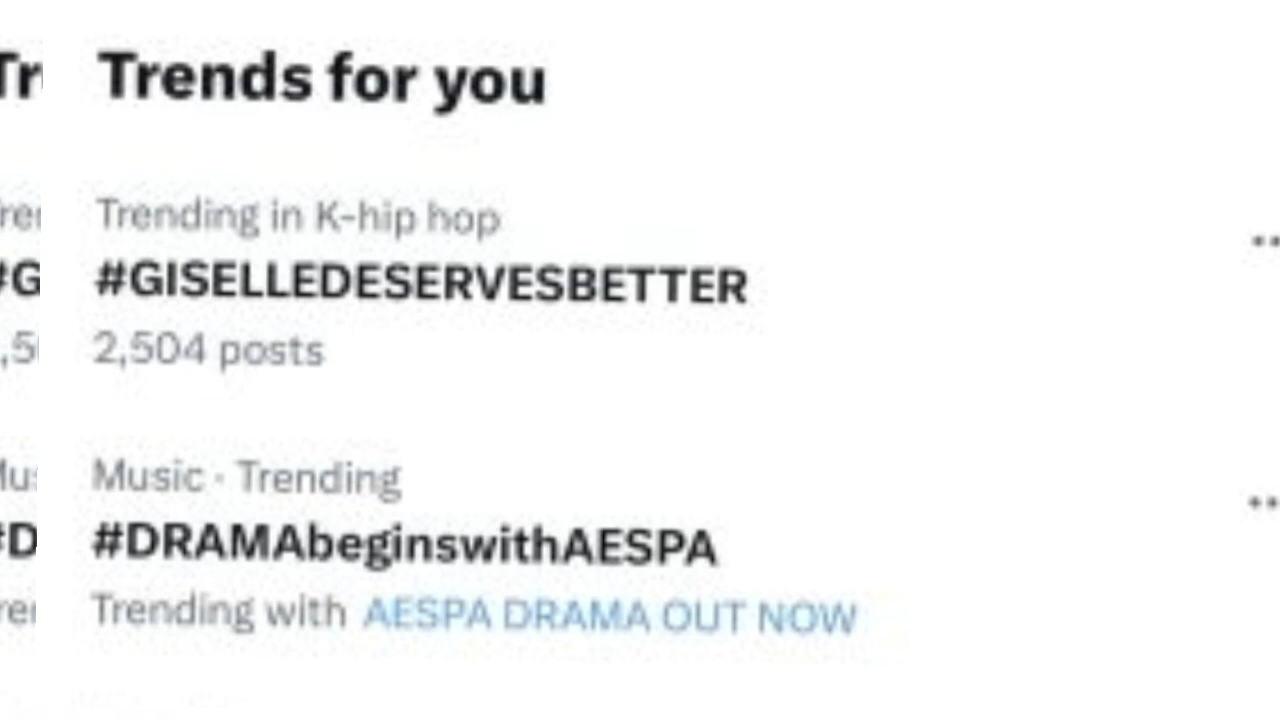 Trends for you
Trending in K-hip hop
#GISELLEDESERVESBETTER
2,504 posts
Music · Trending
#DRAMAbeginswithAESPA
Trending with AESPA DRAMA OUT NOW